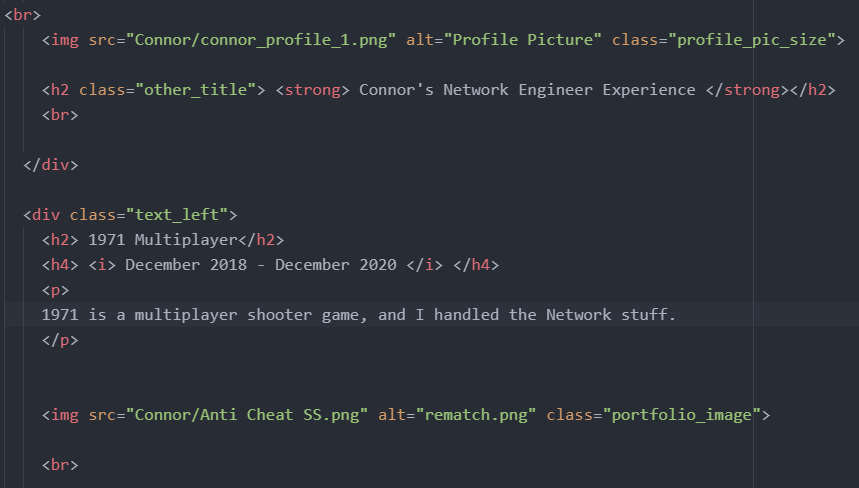 <br>
<img src="Connor/connor_profile_1.png" alt="Profile Picture" class="profile_pic_size">
<h2 class="other_title"> <strong> Connor's Network Engineer Experience </strong></h2>
<br>
</div>
<div class="text_left">
<h2> 1971 Multiplayer</h2>
<h4> <i> December 2018 - December 2020 </i> </h4>
<p>
1971 is a multiplayer shooter game, and I handled the Network stuff.
</p>
<img src="Connor/Anti Cheat SS.png" alt="rematch.png" class="portfolio_image">
<br>